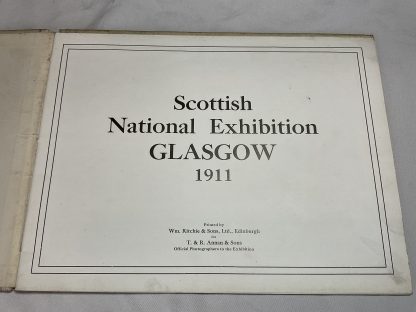 Scottish
National Exhibition
GLASGOW
1911
Printed by
Wm. Ritchie & Sons, Ltd., Edinburgh
for
T. & R. Annan & Sons
Official Photographers to the Exhibition